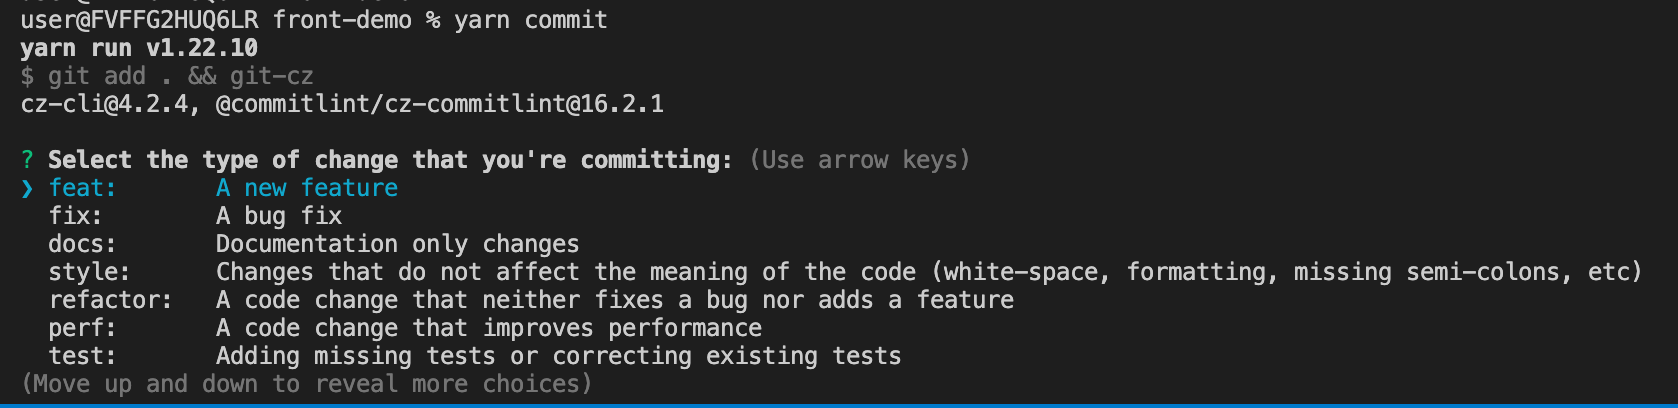 user@FVFFG2HUQ6LR front-demo % yarn commit
yarn run v1.22.10
$ git add . && git-cz
cz-cli@4.2.4, @commitlint/cz-commitlint@16.2.1
? Select the type of change that you're committing: (Use arrow keys)
❯ feat: A new feature
fix: A bug fix
docs: Documentation only changes
style: Changes that do not affect the meaning of the code (white-space, formatting, missing semi-colons, etc)
refactor: A code change that neither fixes a bug nor adds a feature
perf: A code change that improves performance
test: Adding missing tests or correcting existing tests
(Move up and down to reveal more choices)